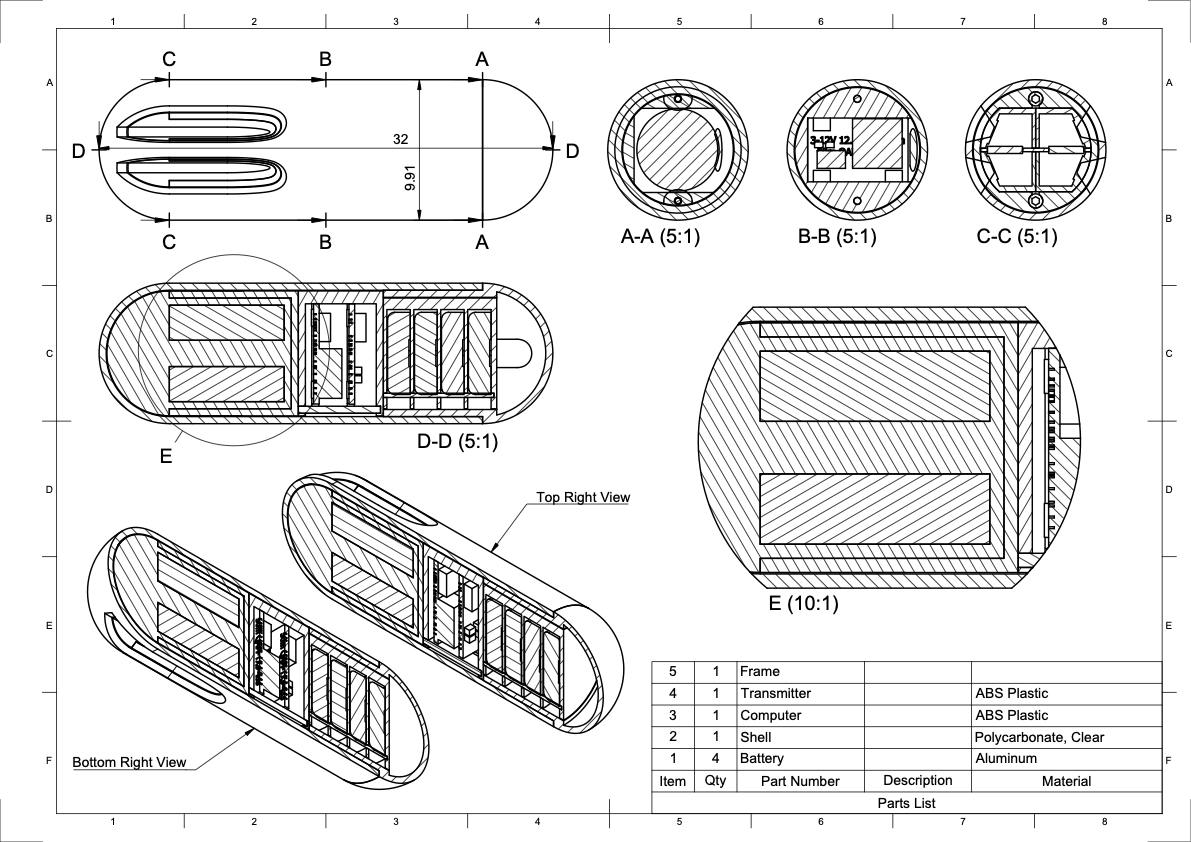 1 2 3 4 5 6 7 8
A A
C B A
D D
32
9.91
3-12V 12.
C B A
B B
A-A (5:1) B-B (5:1) C-C (5:1)
C C
D-D (5:1)
E
D D
Top Right View
E (10:1)
E E
Bottom Right View
F F
5 1 Frame
4 1 Transmitter ABS Plastic
3 1 Computer ABS Plastic
2 1 Shell Polycarbonate, Clear
1 4 Battery Aluminum
Item Qty Part Number Description Material
Parts List
1 2 3 4 5 6 7 8